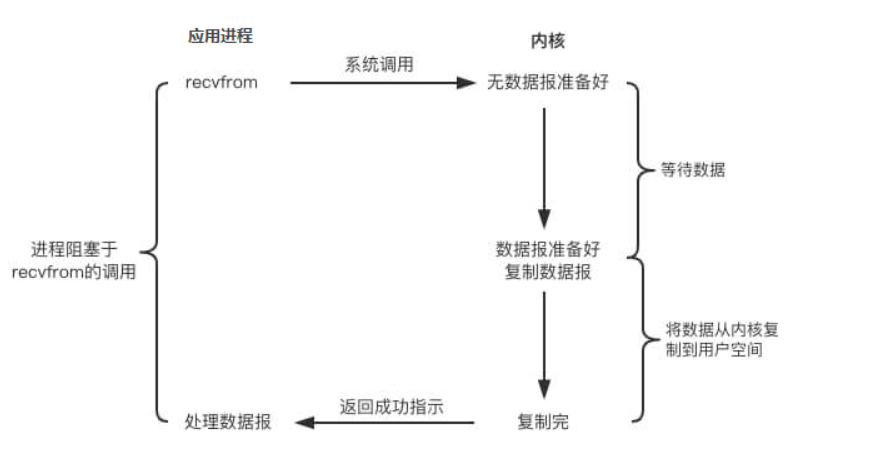 应用进程
内核
系统调用
recvfrom
无数据报准备好
等待数据
进程阻塞于
recvfrom的调用
数据报准备好
复制数据报
将数据从内核复
制到用户空间
返回成功指示
处理数据报
复制完